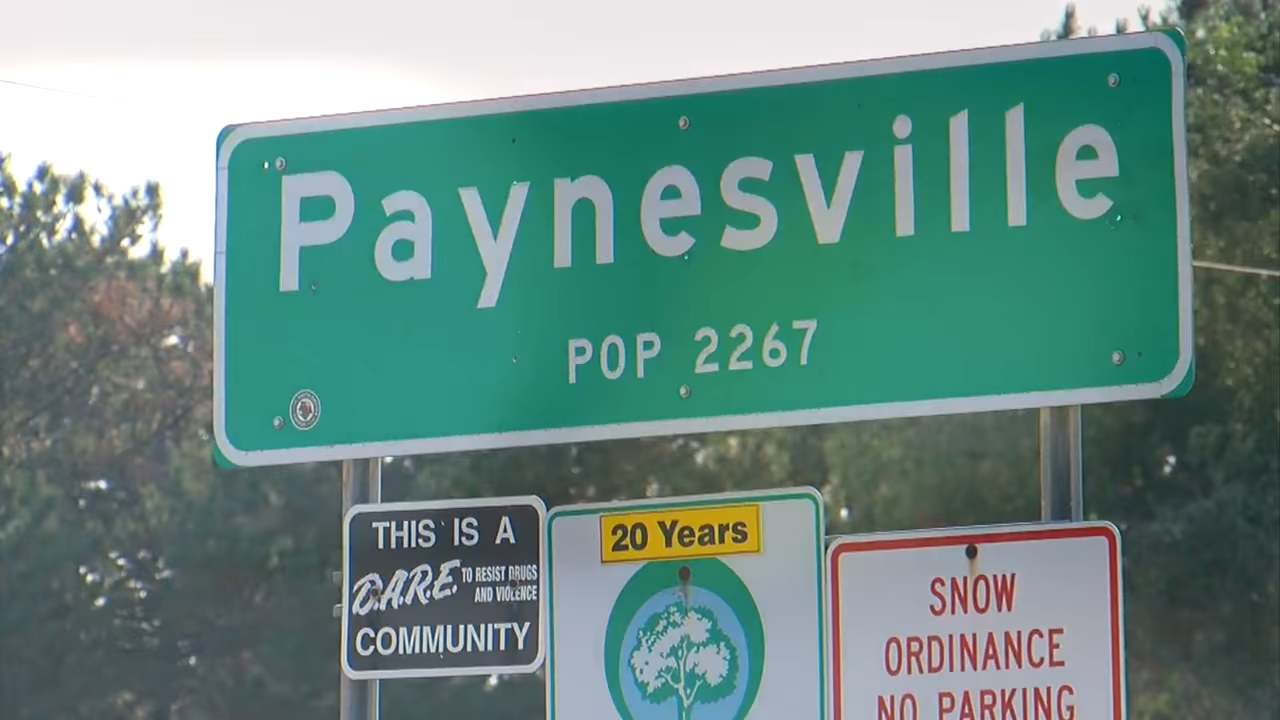 Paynesville
POP 2267
THIS IS A
D.A.R.E. TO RESIST DRUGS
AND VIOLENCE
COMMUNITY
20 Years
SNOW
ORDINANCE
NO PARKING